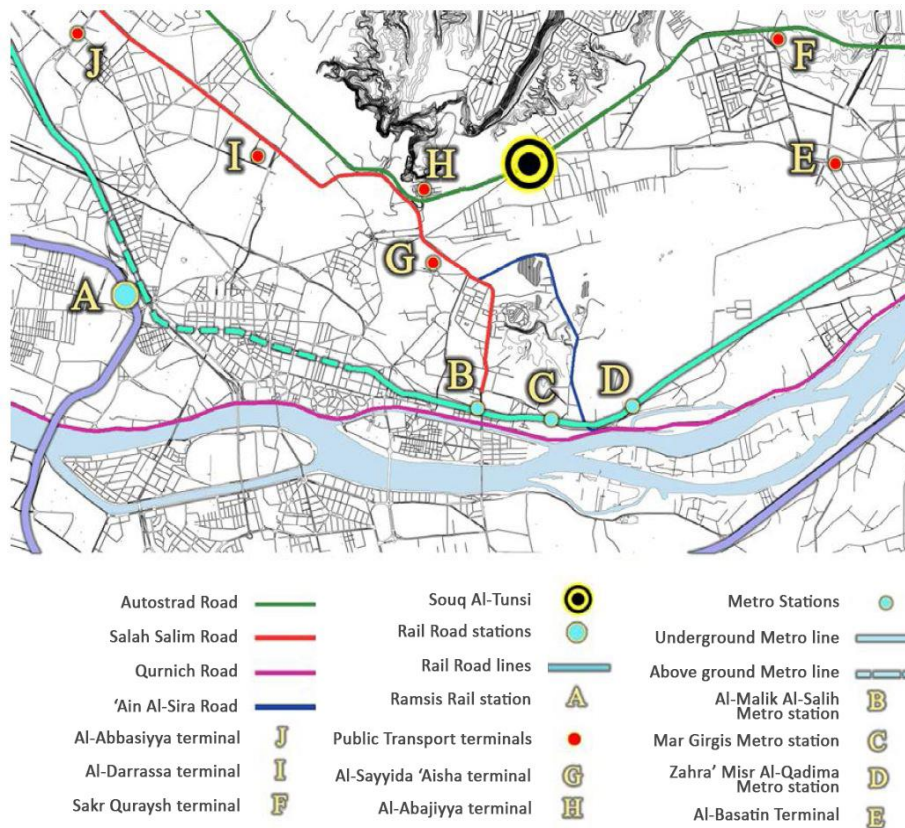 J
F
I
H
E
G
A
B
C
D
Autostrad Road
Salah Salim Road
Qurnich Road
‘Ain Al-Sira Road
Al-Abbasiyya terminal J
Al-Darrassa terminal I
Sakr Quraysh terminal F
Souq Al-Tunsi
Rail Road stations
Rail Road lines
Ramsis Rail station A
Public Transport terminals
Al-Sayyida ‘Aisha terminal G
Al-Abajiyya terminal H
Metro Stations
Underground Metro line
Above ground Metro line
Al-Malik Al-Salih B
Metro station
Mar Girgis Metro station C
Zahra’ Misr Al-Qadima D
Metro station
Al-Basatin Terminal E